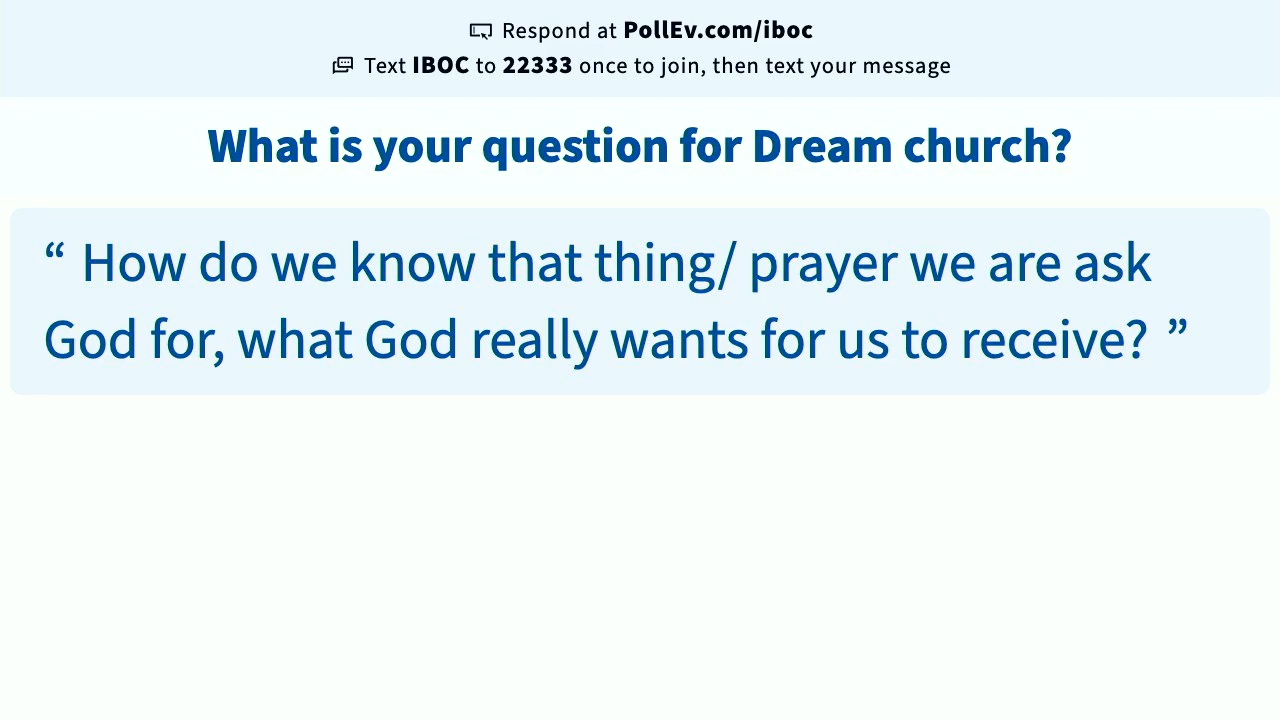 Respond at PollEv.com/iboc
Text IBOC to 22333 once to join, then text your message
What is your question for Dream church?
“ How do we know that thing/ prayer we are ask
God for, what God really wants for us to receive? ”